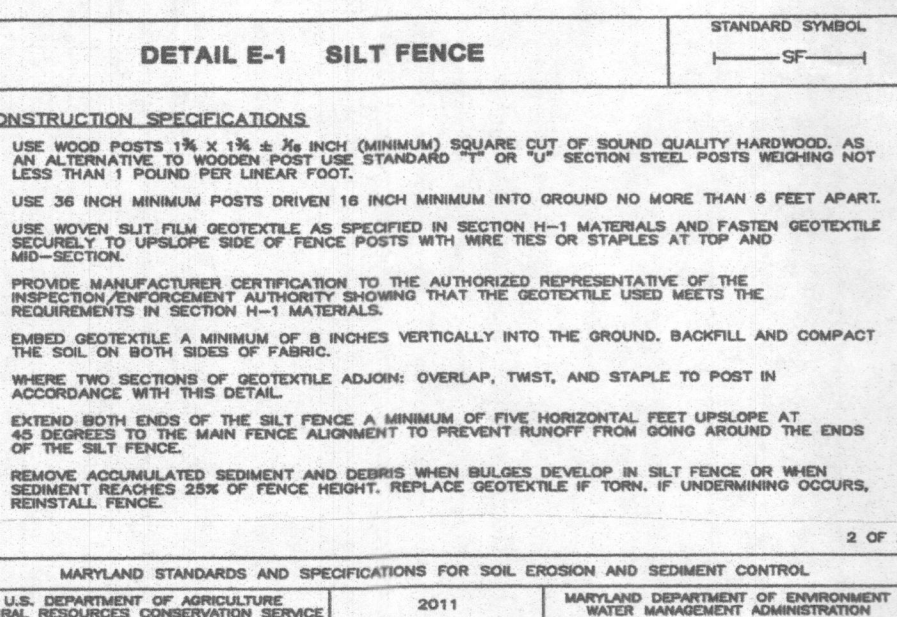 STANDARD SYMBOL
DETAIL E-1 SILT FENCE
SF
ONSTRUCTION SPECIFICATIONS
USE WOOD POSTS 1¾ X 1¾ ± 1/16 INCH (MINIMUM) SQUARE CUT OF SOUND QUALITY HARDWOOD. AS
AN ALTERNATIVE TO WOODEN POST USE STANDARD "T" OR "U" SECTION STEEL POSTS WEIGHING NOT
LESS THAN 1 POUND PER LINEAR FOOT.
USE 36 INCH MINIMUM POSTS DRIVEN 16 INCH MINIMUM INTO GROUND NO MORE THAN 6 FEET APART.
USE WOVEN SLIT FILM GEOTEXTILE AS SPECIFIED IN SECTION H-1 MATERIALS AND FASTEN GEOTEXTILE
SECURELY TO UPSLOPE SIDE OF FENCE POSTS WITH WIRE TIES OR STAPLES AT TOP AND
MID-SECTION.
PROVIDE MANUFACTURER CERTIFICATION TO THE AUTHORIZED REPRESENTATIVE OF THE
INSPECTION/ENFORCEMENT AUTHORITY SHOWING THAT THE GEOTEXTILE USED MEETS THE
REQUIREMENTS IN SECTION H-1 MATERIALS.
EMBED GEOTEXTILE A MINIMUM OF 8 INCHES VERTICALLY INTO THE GROUND. BACKFILL AND COMPACT
THE SOIL ON BOTH SIDES OF FABRIC.
WHERE TWO SECTIONS OF GEOTEXTILE ADJOIN: OVERLAP, TWIST, AND STAPLE TO POST IN
ACCORDANCE WITH THIS DETAIL.
EXTEND BOTH ENDS OF THE SILT FENCE A MINIMUM OF FIVE HORIZONTAL FEET UPSLOPE AT
45 DEGREES TO THE MAIN FENCE ALIGNMENT TO PREVENT RUNOFF FROM GOING AROUND THE ENDS
OF THE SILT FENCE.
REMOVE ACCUMULATED SEDIMENT AND DEBRIS WHEN BULGES DEVELOP IN SILT FENCE OR WHEN
SEDIMENT REACHES 25% OF FENCE HEIGHT. REPLACE GEOTEXTILE IF TORN. IF UNDERMINING OCCURS,
REINSTALL FENCE.
2 OF
MARYLAND STANDARDS AND SPECIFICATIONS FOR SOIL EROSION AND SEDIMENT CONTROL
U.S. DEPARTMENT OF AGRICULTURE
RAL RESOURCES CONSERVATION SERVICE
2011
MARYLAND DEPARTMENT OF ENVIRONMENT
WATER MANAGEMENT ADMINISTRATION